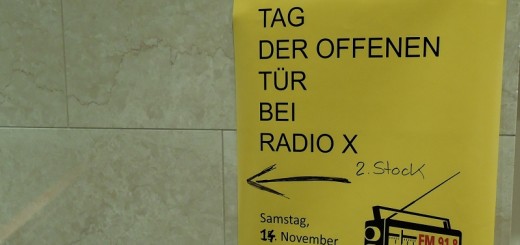 TAG
DER OFFENEN
TÜR
BEI
RADIO X
2. Stock
Samstag,
14. November
FM 91.8